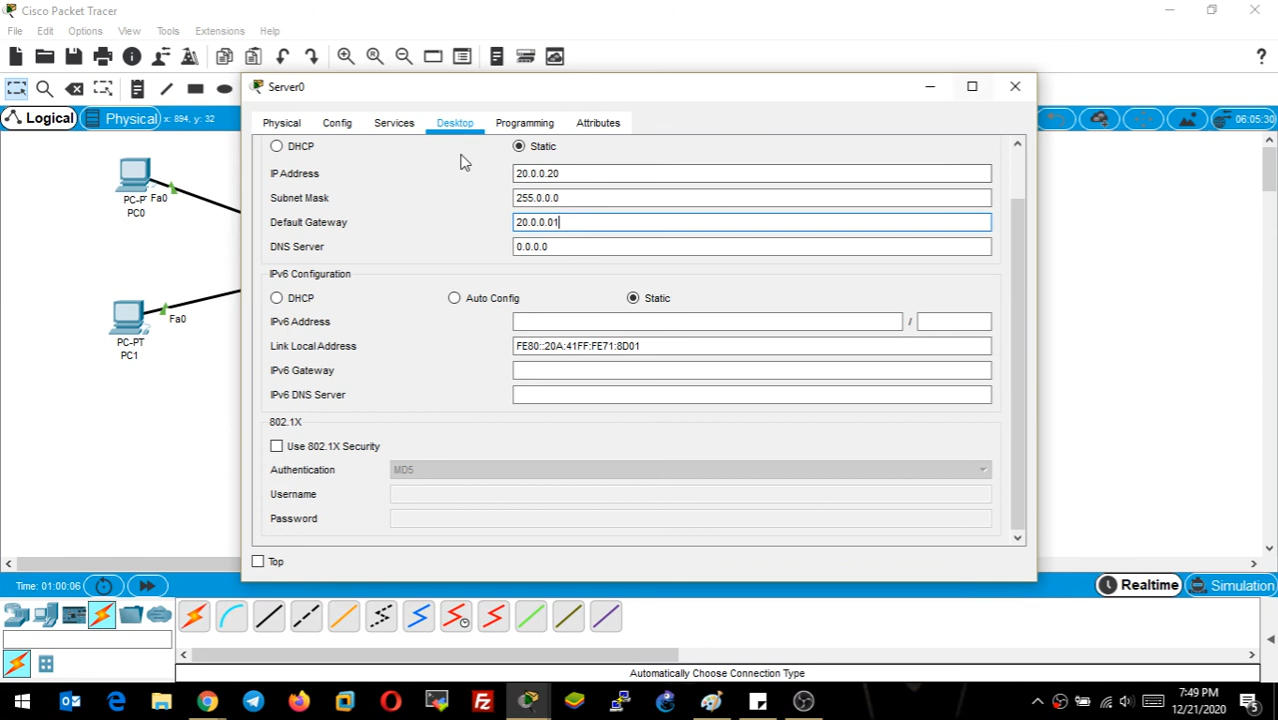 Cisco Packet Tracer
File Edit Options View Tools Extensions Help
?
Server0
Logical Physical x: 894, y: 32
06:05:30
Physical Config Services Desktop Programming Attributes
DHCP Static
IP Address 20.0.0.20
Subnet Mask 255.0.0.0
Default Gateway 20.0.0.01
DNS Server 0.0.0.0
IPv6 Configuration
DHCP Auto Config Static
IPv6 Address /
Link Local Address FE80::20A:41FF:FE71:8D01
IPv6 Gateway
IPv6 DNS Server
802.1X
Use 802.1X Security
Authentication MD5
Username
Password
Top
PC-P Fa0
PC0
Fa0
PC-PT
PC1
Time: 01:00:06
Realtime Simulation
Automatically Choose Connection Type
7:49 PM
12/21/2020
5